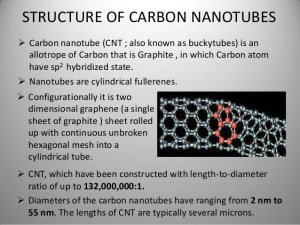 STRUCTURE OF CARBON NANOTUBES
➢ Carbon nanotube (CNT ; also known as buckytubes) is an
allotrope of Carbon that is Graphite , in which Carbon atom
have sp² hybridized state.
➢ Nanotubes are cylindrical fullerenes.
➢ Configurationally it is two
dimensional graphene (a single
sheet of graphite ) sheet rolled
up with continuous unbroken
hexagonal mesh into a
cylindrical tube.
➢ CNT, which have been constructed with length-to-diameter
ratio of up to 132,000,000:1.
➢ Diameters of the carbon nanotubes have ranging from 2 nm to
55 nm. The lengths of CNT are typically several microns.